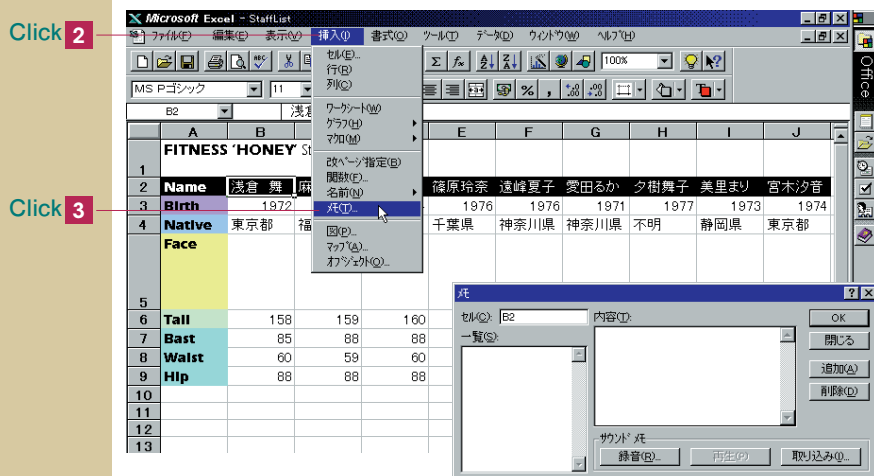 Click 2
Click 3
Microsoft Excel - StaffList
ファイル(F) 編集(E) 表示(V) 挿入(I) 書式(O) ツール(T) データ(D) ウィンドウ(W) ヘルプ(H)
100%
MS Pゴシック 11
B2
セル(E)...
行(R)
列(C)
ワークシート(W)
グラフ(H)
マクロ(M)
改ページ指定(B)
関数(F)...
名前(N)
メモ(T)...
図(P)...
マップ(A)...
オブジェクト(O)...
Office
A B E F G H I J
1 FITNESS 'HONEY'
2 Name 浅倉 舞 麻 篠原玲奈 遠峰夏子 愛田るか 夕樹舞子 美里まり 宮木汐音
3 Birth 1972 1976 1976 1971 1977 1973 1974
4 Native 東京都 福 千葉県 神奈川県 神奈川県 不明 静岡県 東京都
5 Face
6 Tall 158 159 160
7 Bast 85 88 88
8 Waist 60 59 60
9 Hip 88 88 88
10
11
12
13
メモ
セル(C): B2
内容(T):
一覧(S):
OK
閉じる
追加(A)
削除(D)
サウンド メモ
録音(R)... 再生(P) 取り込み(I)...